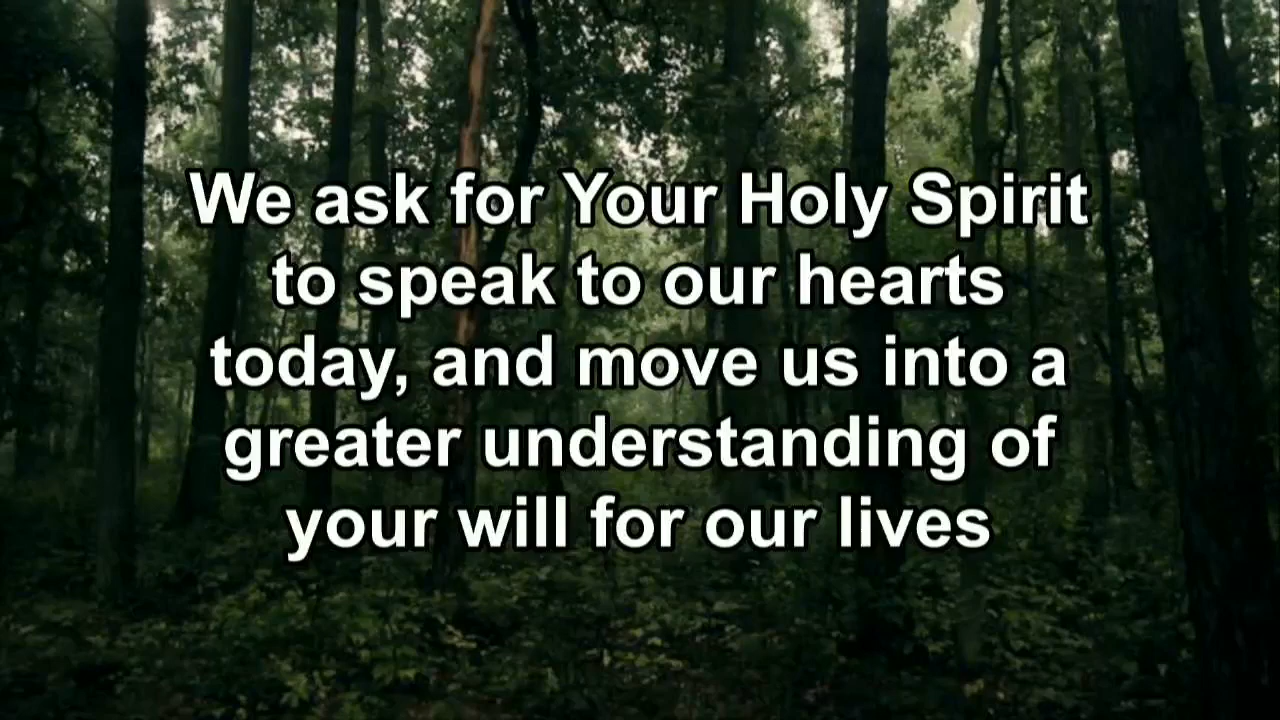 We ask for Your Holy Spirit
to speak to our hearts
today, and move us into a
greater understanding of
your will for our lives